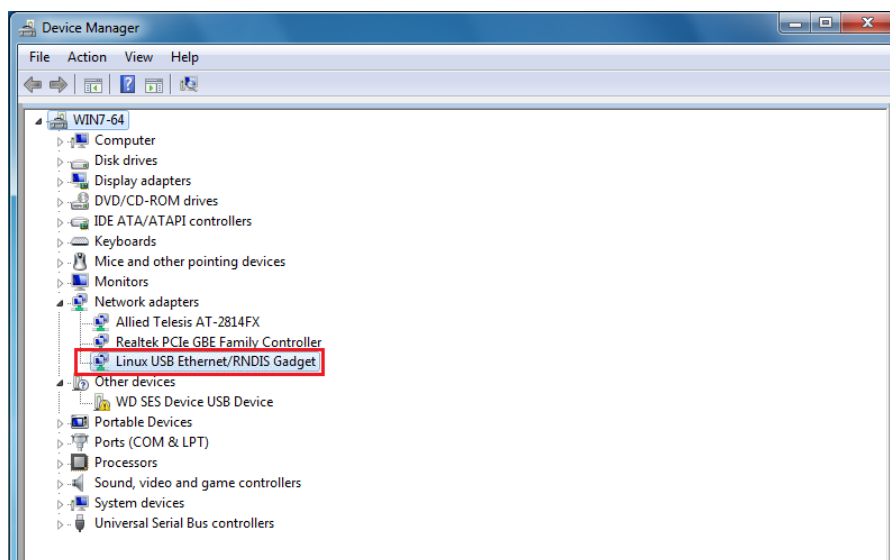 Device Manager
File Action View Help
WIN7-64
Computer
Disk drives
Display adapters
DVD/CD-ROM drives
IDE ATA/ATAPI controllers
Keyboards
Mice and other pointing devices
Monitors
Network adapters
Allied Telesis AT-2814FX
Realtek PCIe GBE Family Controller
Linux USB Ethernet/RNDIS Gadget
Other devices
WD SES Device USB Device
Portable Devices
Ports (COM & LPT)
Processors
Sound, video and game controllers
System devices
Universal Serial Bus controllers